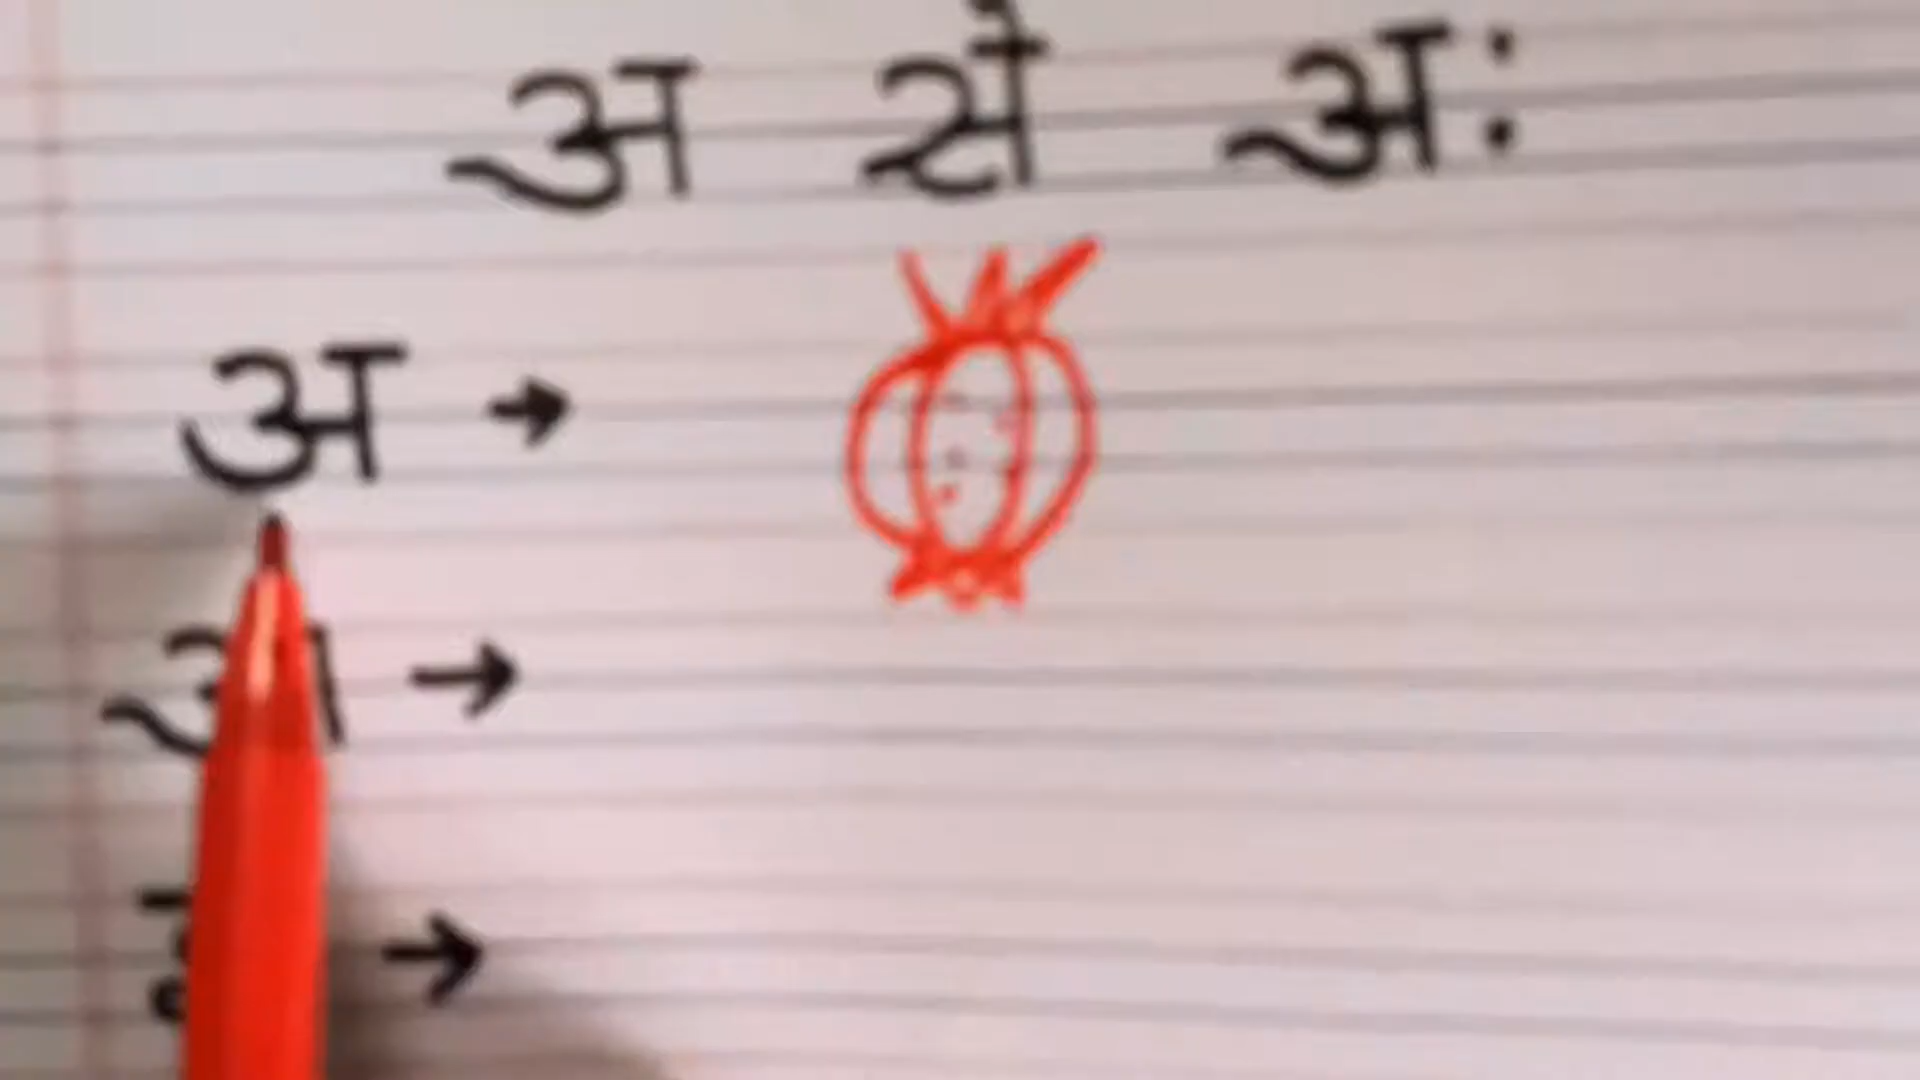 अ से अः
अ →
→
→